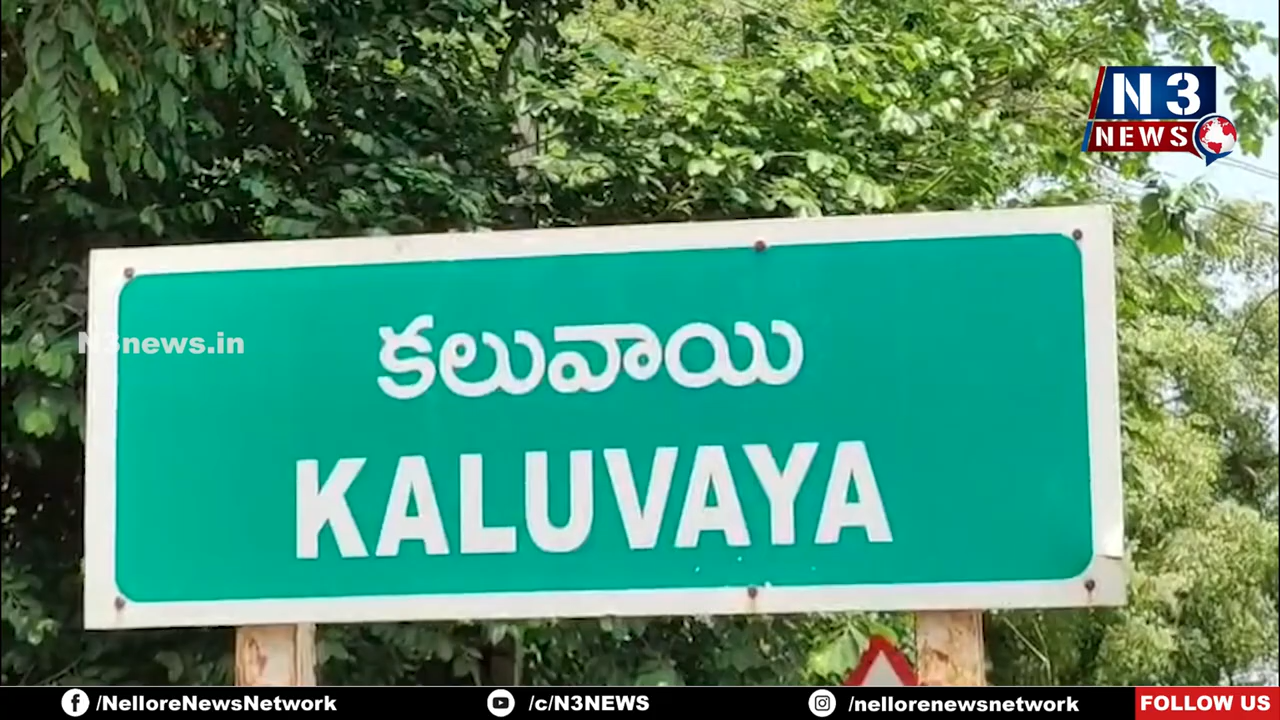 N3
NEWS
N3news.in
కలువాయి
KALUVAYA
/NelloreNewsNetwork
/c/N3NEWS
/nellorenewsnetwork
FOLLOW US